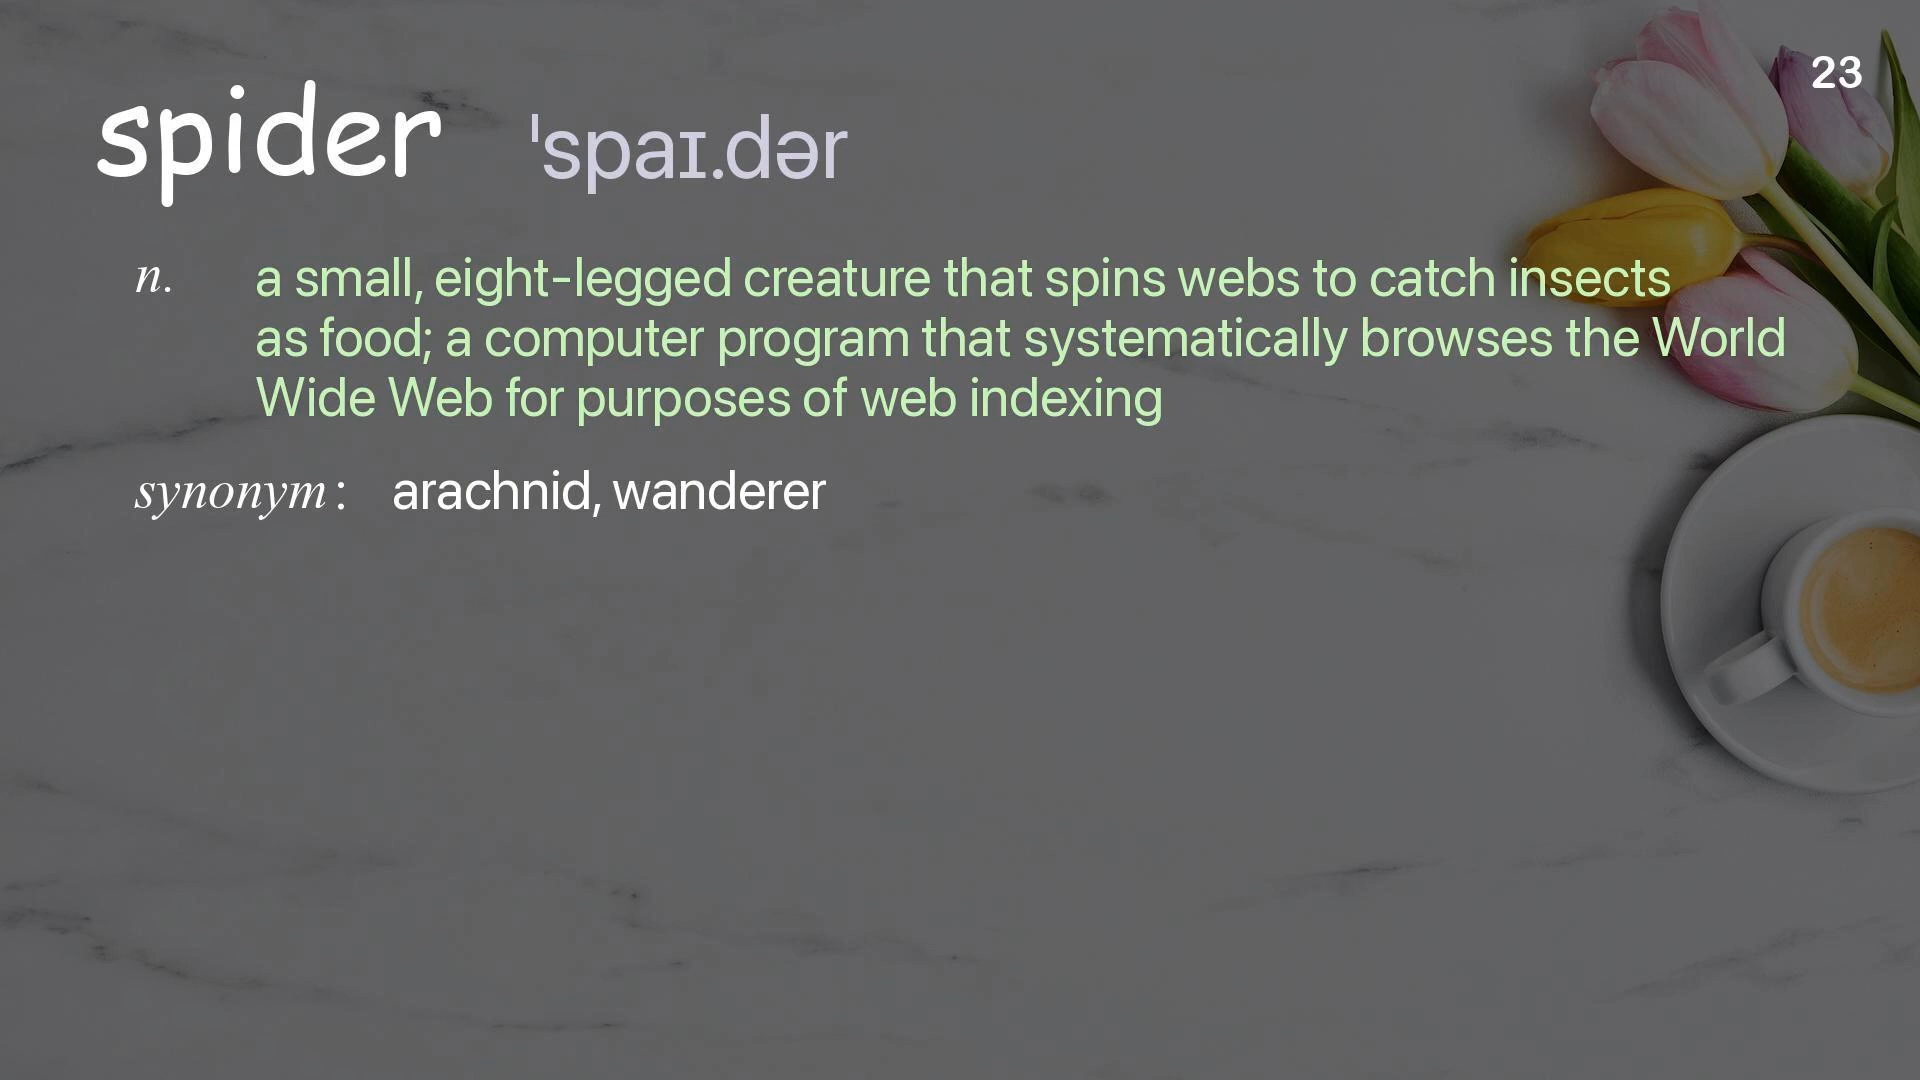 23
spider ˈspaɪ.dər
n. a small, eight-legged creature that spins webs to catch insects
as food; a computer program that systematically browses the World
Wide Web for purposes of web indexing
synonym: arachnid, wanderer